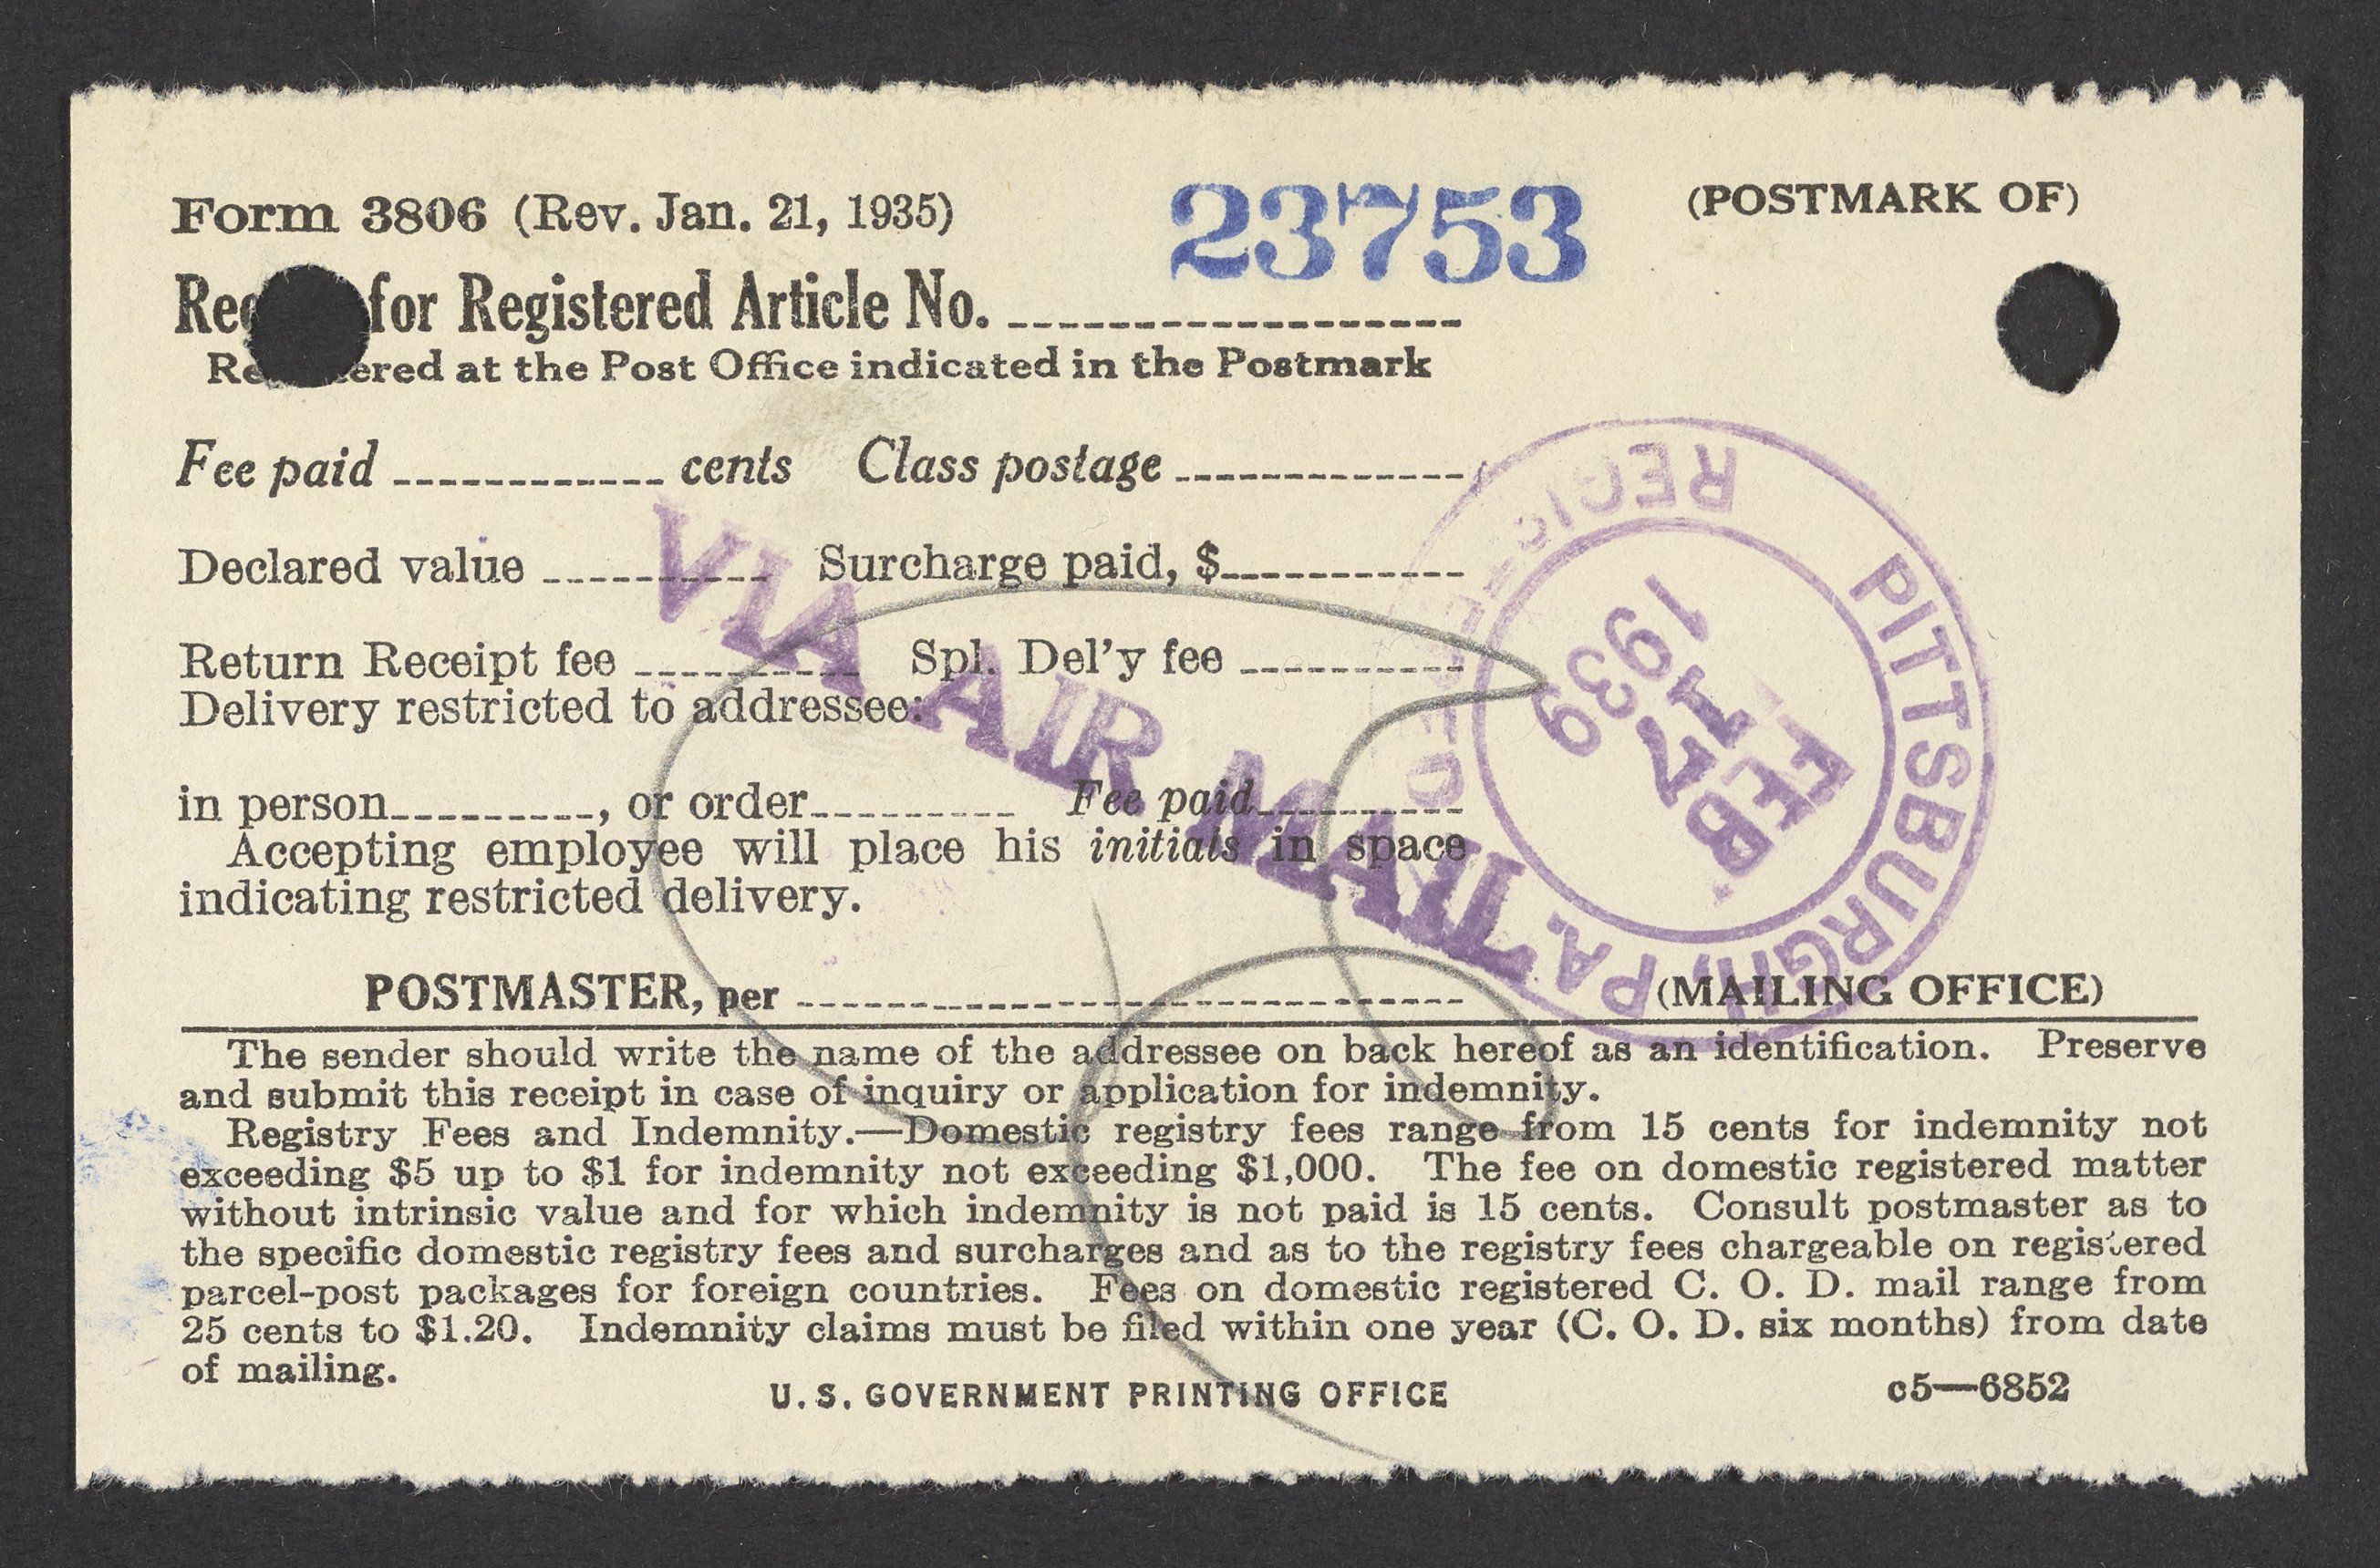 Form 3806 (Rev. Jan. 21, 1935)
23753
(POSTMARK OF)
for Registered Article No.
at the Post Office indicated in the Postmark
Fee paid cents Class postage
Declared value Surcharge paid, $
Return Receipt fee Spl. Del'y fee
Delivery restricted to addressee:
in person, or order Fee paid
Accepting employee will place his initials in space
indicating restricted delivery.
VIA AIR MAIL
PITTSBURGH, PA.
FEB
17
1939
POSTMASTER, per (MAILING OFFICE)
The sender should write the name of the addressee on back hereof as an identification. Preserve
and submit this receipt in case of inquiry or application for indemnity.
Registry Fees and Indemnity.—Domestic registry fees range from 15 cents for indemnity not
exceeding $5 up to $1 for indemnity not exceeding $1,000. The fee on domestic registered matter
without intrinsic value and for which indemnity is not paid is 15 cents. Consult postmaster as to
the specific domestic registry fees and surcharges and as to the registry fees chargeable on registered
parcel-post packages for foreign countries. Fees on domestic registered C. O. D. mail range from
25 cents to $1.20. Indemnity claims must be filed within one year (C. O. D. six months) from date
of mailing.
U. S. GOVERNMENT PRINTING OFFICE
c5—6852